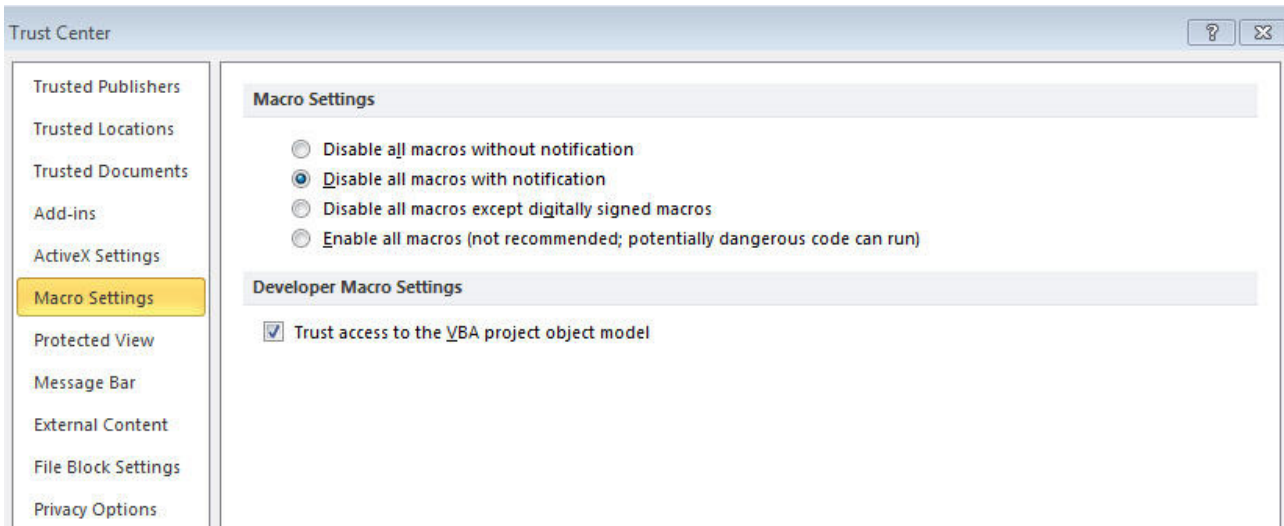 Trust Center
Trusted Publishers
Trusted Locations
Trusted Documents
Add-ins
ActiveX Settings
Macro Settings
Protected View
Message Bar
External Content
File Block Settings
Privacy Options
Macro Settings
Disable all macros without notification
Disable all macros with notification
Disable all macros except digitally signed macros
Enable all macros (not recommended; potentially dangerous code can run)
Developer Macro Settings
Trust access to the VBA project object model